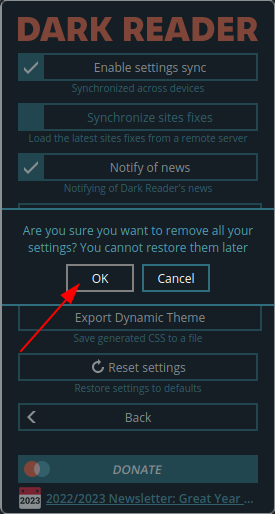 DARK READER
Enable settings sync
Synchronized across devices
Synchronize sites fixes
Load the latest sites fixes from a remote server
Notify of news
Notifying of Dark Reader's news
Are you sure you want to remove all your
settings? You cannot restore them later
OK Cancel
Export Dynamic Theme
Save generated CSS to a file
Reset settings
Restore settings to defaults
Back
DONATE
2023 2022/2023 Newsletter: Great Year ...